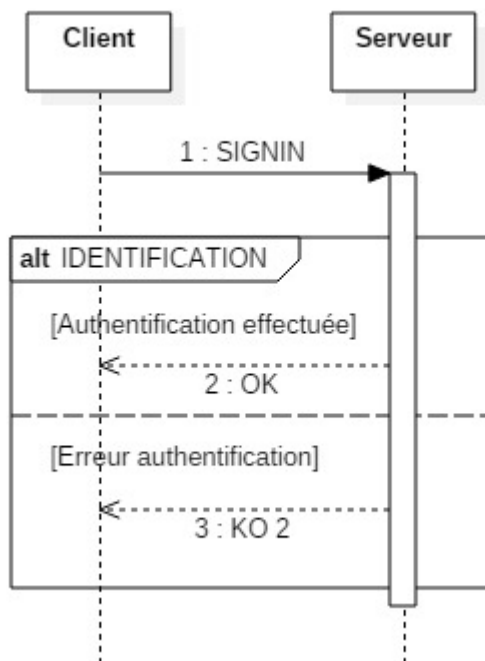 Client
Serveur
1 : SIGNIN
alt IDENTIFICATION
[Authentification effectuée]
2 : OK
[Erreur authentification]
3 : KO 2